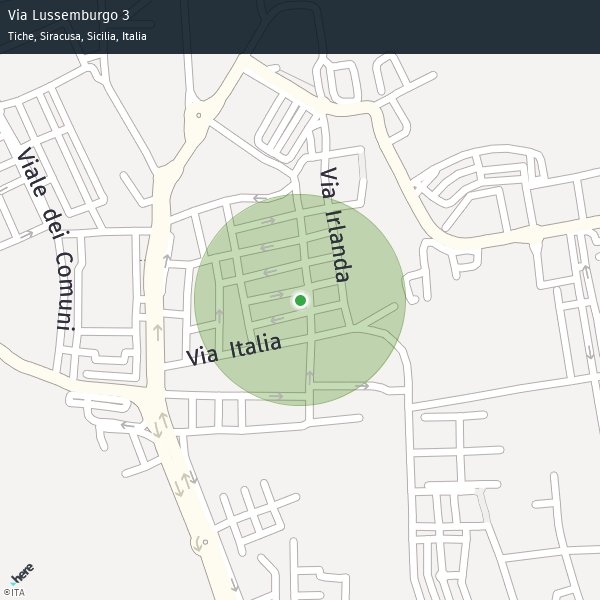 Via Lussemburgo 3
Tiche, Siracusa, Sicilia, Italia
Viale dei Comuni
Via Irlanda
Via Italia
here
©ITA